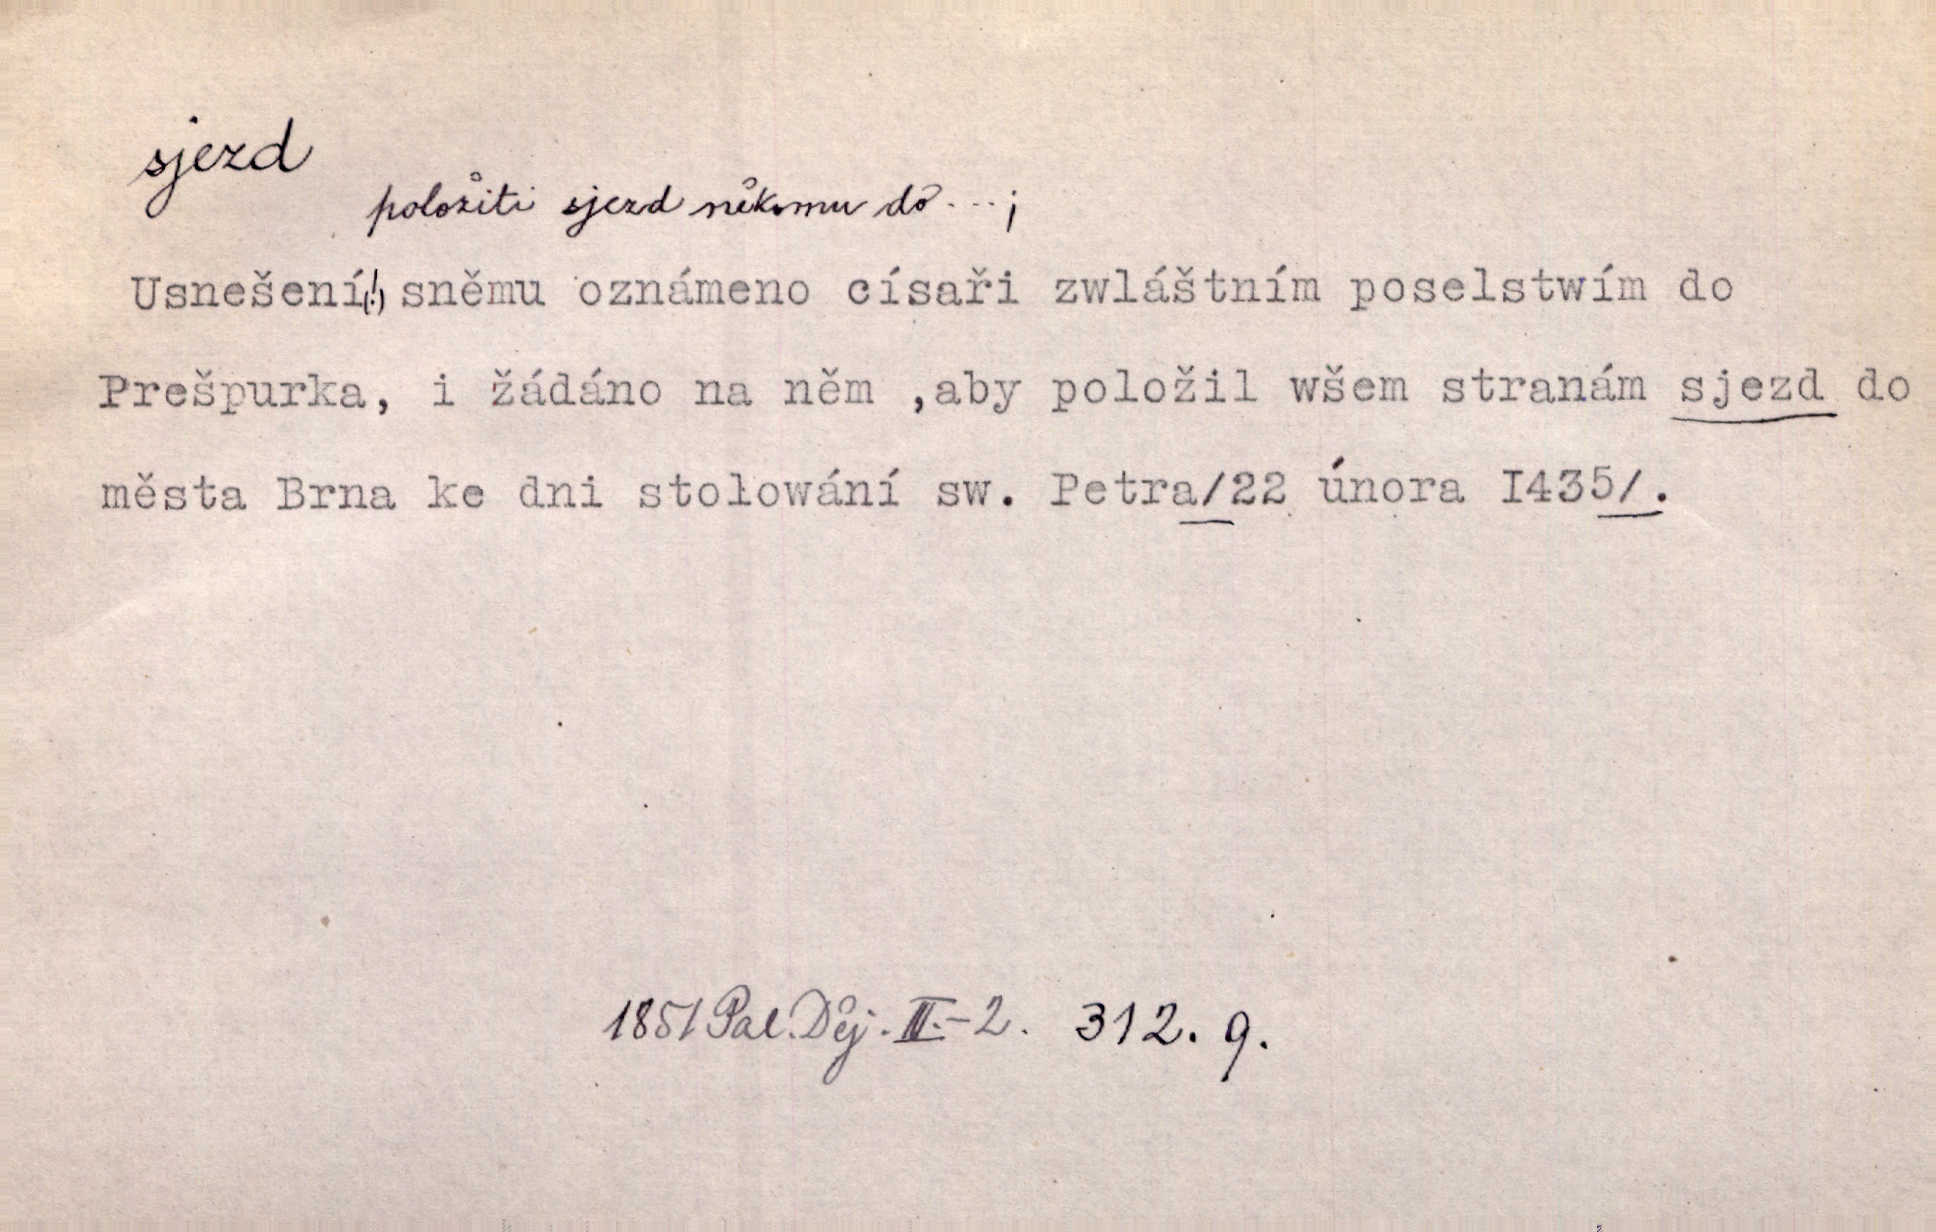 sjezd
položiti sjezd někomu do...;
Usnešení(!) sněmu oznámeno císaři zwláštním poselstwím do
Prešpurka, i žádáno na něm ,aby položil wšem stranám sjezd do
města Brna ke dni stolowání sw. Petra/22 února I435/.
1851 Pal. Děj. III.-2. 312. 9.